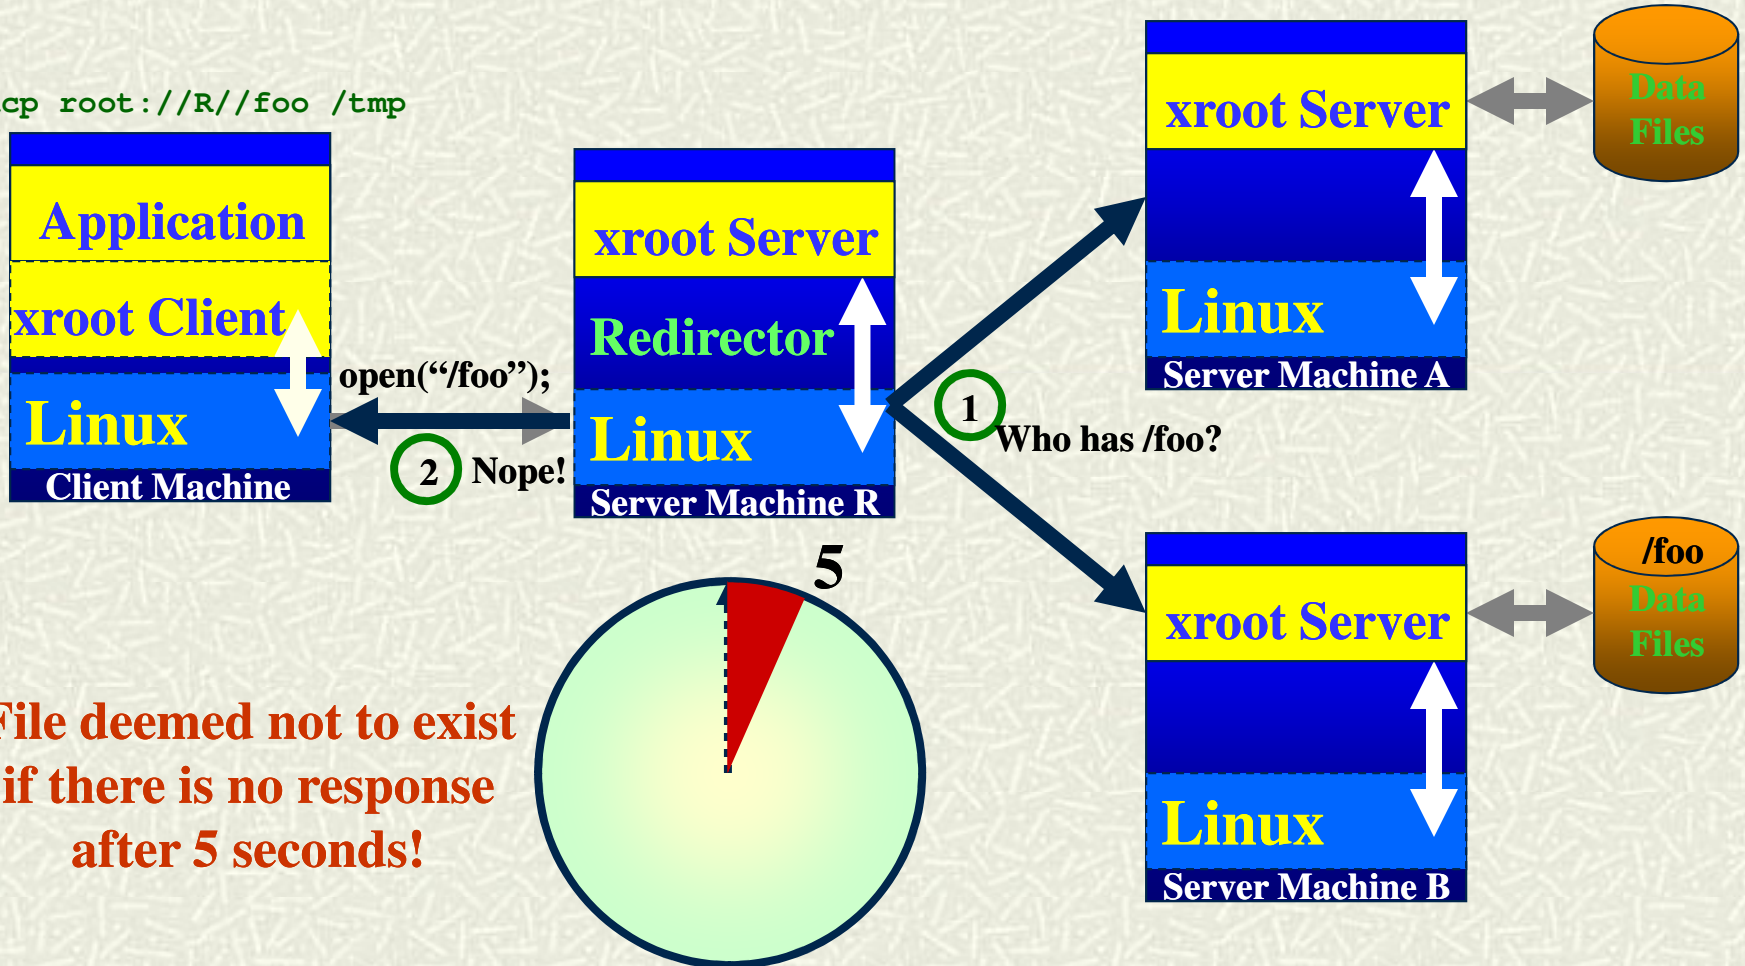 cp root://R//foo /tmp
Application
xroot Client
Linux
Client Machine
open(“/foo”);
2
Nope!
xroot Server
Redirector
Linux
Server Machine R
1
Who has /foo?
xroot Server
Linux
Server Machine A
Data
Files
xroot Server
Linux
Server Machine B
/foo
Data
Files
5
File deemed not to exist
if there is no response
after 5 seconds!